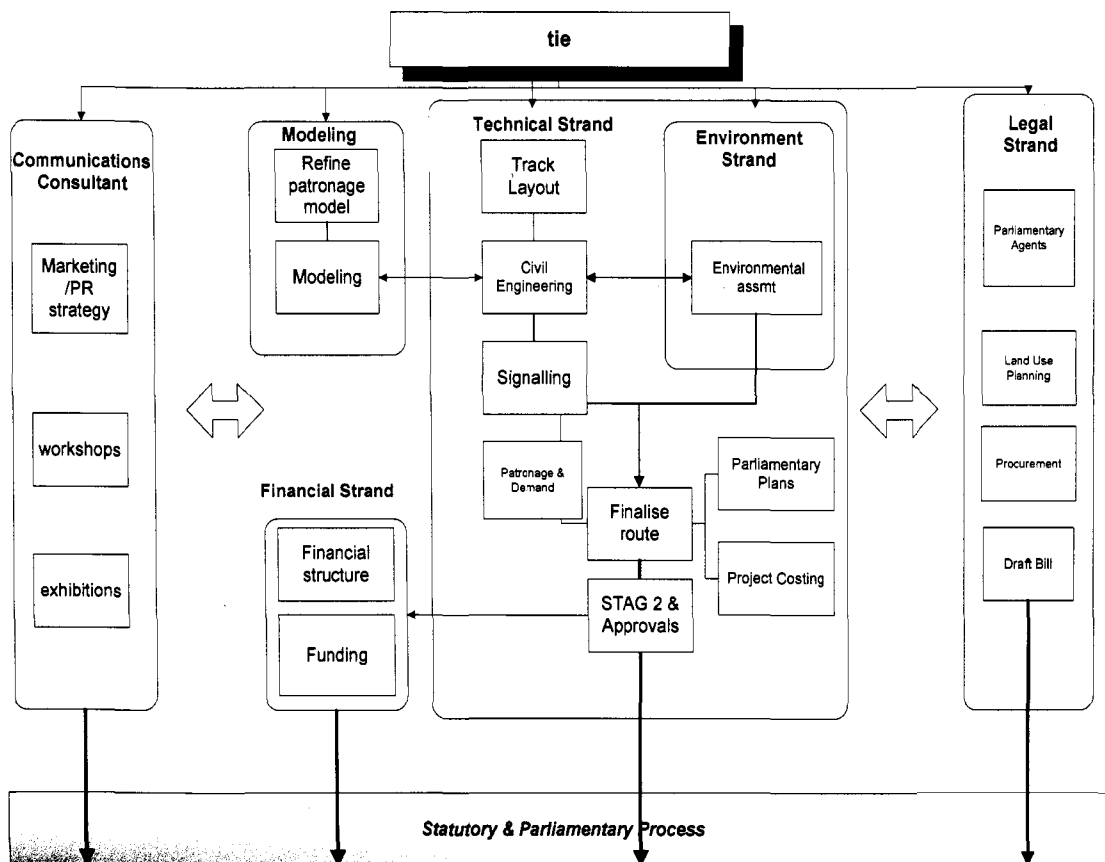 tie
Communications
Consultant
Marketing
/PR
strategy
workshops
exhibitions
Modeling
Refine
patronage
model
Modeling
Financial Strand
Financial
structure
Funding
Technical Strand
Track
Layout
Civil
Engineering
Signalling
Patronage &
Demand
Finalise
route
STAG 2 &
Approvals
Parliamentary
Plans
Project Costing
Environment
Strand
Environmental
assmt
Legal
Strand
Parliamentary
Agents
Land Use
Planning
Procurement
Draft Bill
Statutory & Parliamentary Process